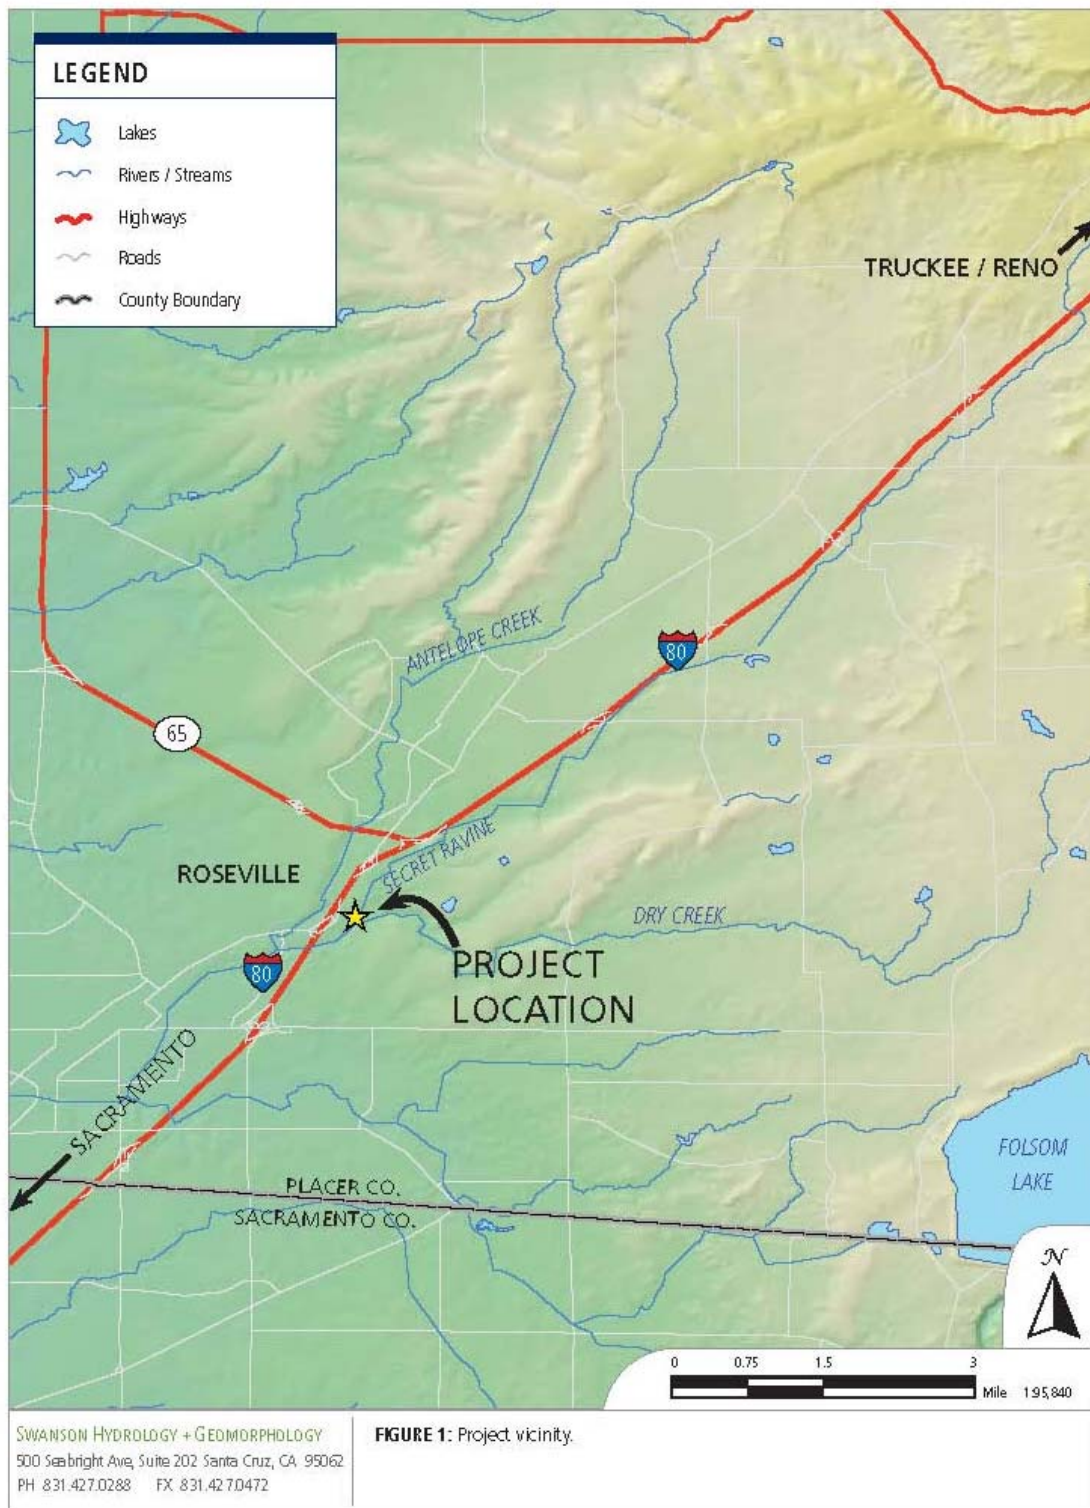 LEGEND
Lakes
Rivers / Streams
Highways
Roads
County Boundary
TRUCKEE / RENO
ANTELOPE CREEK
80
65
SECRET RAVINE
ROSEVILLE
DRY CREEK
PROJECT
LOCATION
80
SACRAMENTO
FOLSOM
LAKE
PLACER CO.
SACRAMENTO CO.
N
0 0.75 1.5 3
Mile 1:95,840
SWANSON HYDROLOGY + GEOMORPHOLOGY
500 Seabright Ave, Suite 202 Santa Cruz, CA 95062
PH 831.427.0288 FX 831.427.0472
FIGURE 1: Project vicinity.